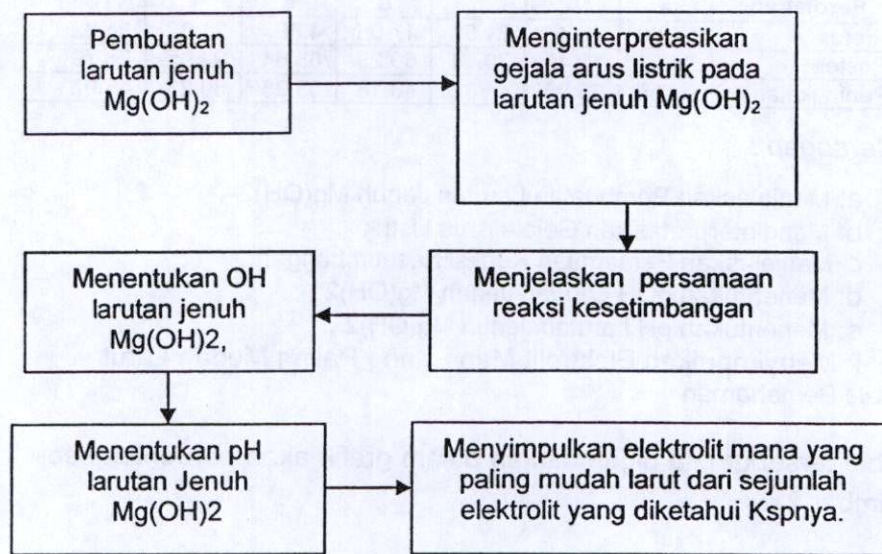 Pembuatan
larutan jenuh
Mg(OH)₂
Menginterpretasikan
gejala arus listrik pada
larutan jenuh Mg(OH)₂
Menjelaskan persamaan
reaksi kesetimbangan
Menentukan OH
larutan jenuh
Mg(OH)2,
Menentukan pH
larutan Jenuh
Mg(OH)2
Menyimpulkan elektrolit mana yang
paling mudah larut dari sejumlah
elektrolit yang diketahui Kspnya.